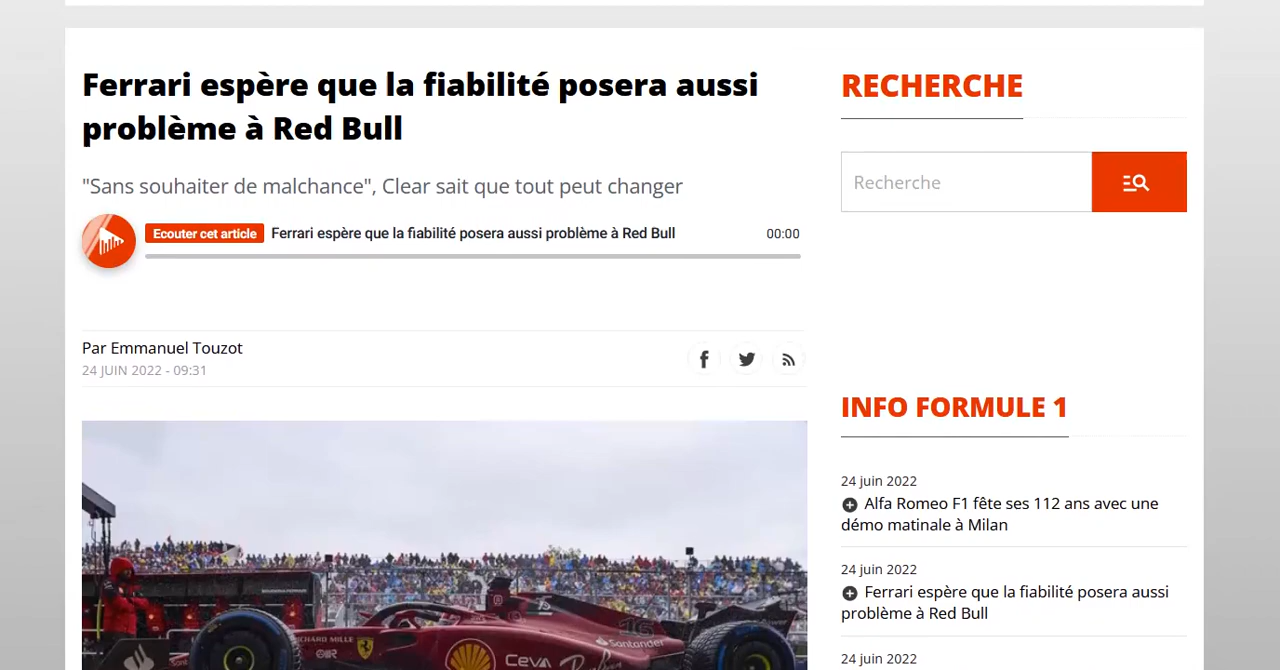 Ferrari espère que la fiabilité posera aussi
problème à Red Bull
"Sans souhaiter de malchance", Clear sait que tout peut changer
Ecouter cet article Ferrari espère que la fiabilité posera aussi problème à Red Bull 00:00
Par Emmanuel Touzot
24 JUIN 2022 - 09:31
RICHARD MILLE
Santander
CEVA
RECHERCHE
Recherche
INFO FORMULE 1
24 juin 2022
Alfa Romeo F1 fête ses 112 ans avec une
démo matinale à Milan
24 juin 2022
Ferrari espère que la fiabilité posera aussi
problème à Red Bull
24 juin 2022